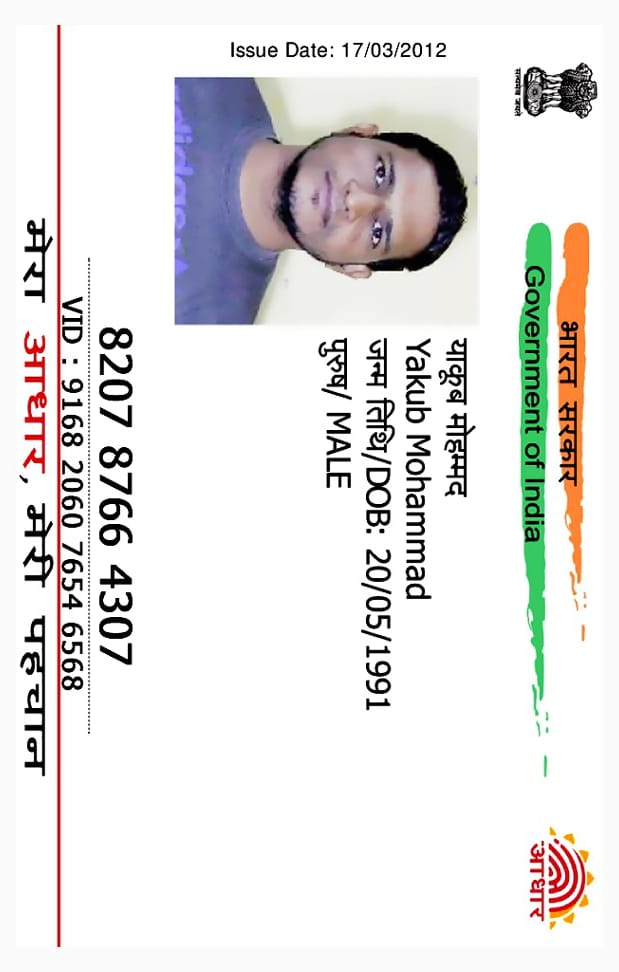 भारत सरकार
Government of India
आधार
Issue Date: 17/03/2012
याकुब मोहम्मद
Yakub Mohammad
जन्म तिथि/DOB: 20/05/1991
पुरुष/ MALE
8207 8766 4307
VID : 9168 2060 7654 6568
मेरा आधार, मेरी पहचान